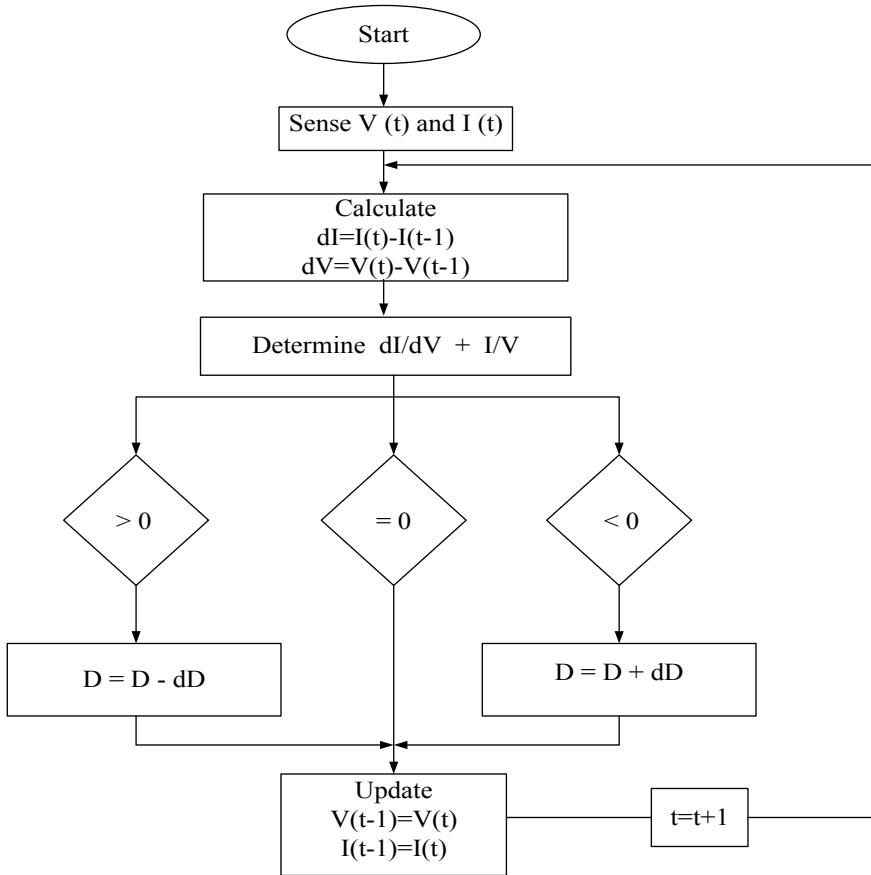 Start
Sense V (t) and I (t)
Calculate
dI=I(t)-I(t-1)
dV=V(t)-V(t-1)
Determine dI/dV + I/V
> 0
= 0
< 0
D = D - dD
D = D + dD
Update
V(t-1)=V(t)
I(t-1)=I(t)
t=t+1